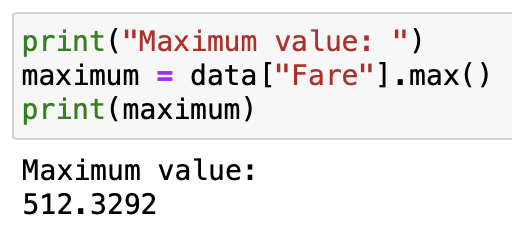 print("Maximum value: ")
maximum = data["Fare"].max()
print(maximum)
Maximum value:
512.3292